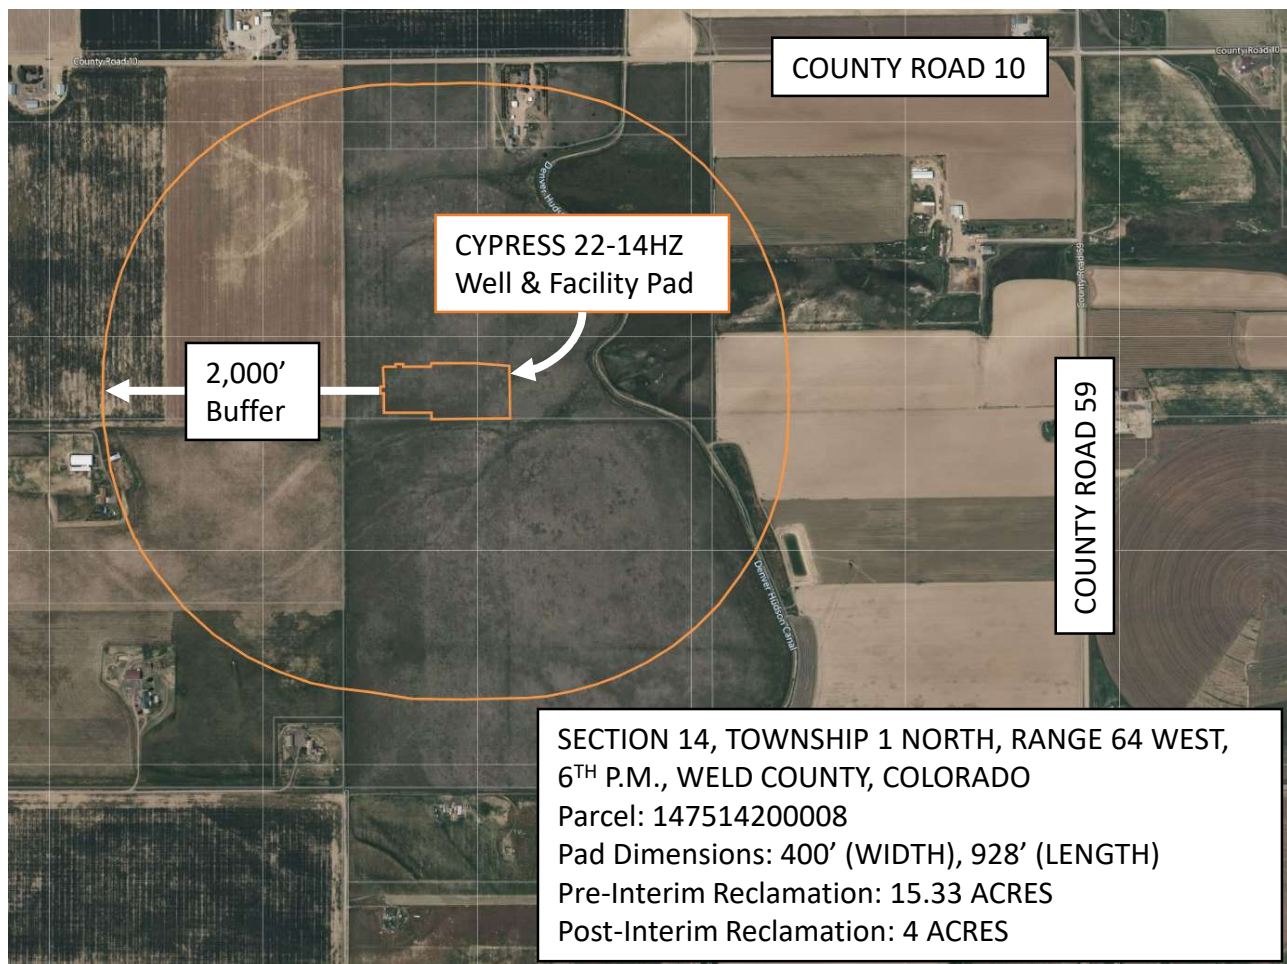 County Road 10
COUNTY ROAD 10
County Road 10
Denver Huds
CYPRESS 22-14HZ
Well & Facility Pad
County Road 59
2,000’
Buffer
COUNTY ROAD 59
Denver Hudson Canal
SECTION 14, TOWNSHIP 1 NORTH, RANGE 64 WEST,
6TH P.M., WELD COUNTY, COLORADO
Parcel: 147514200008
Pad Dimensions: 400’ (WIDTH), 928’ (LENGTH)
Pre-Interim Reclamation: 15.33 ACRES
Post-Interim Reclamation: 4 ACRES